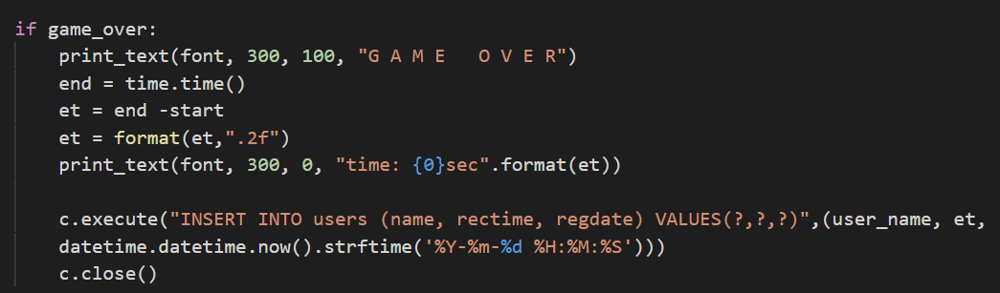 if game_over:
    print_text(font, 300, 100, "G A M E   O V E R")
    end = time.time()
    et = end -start
    et = format(et,".2f")
    print_text(font, 300, 0, "time: {0}sec".format(et))
    c.execute("INSERT INTO users (name, rectime, regdate) VALUES(?,?,?)",(user_name, et,
    datetime.datetime.now().strftime('%Y-%m-%d %H:%M:%S')))
    c.close()